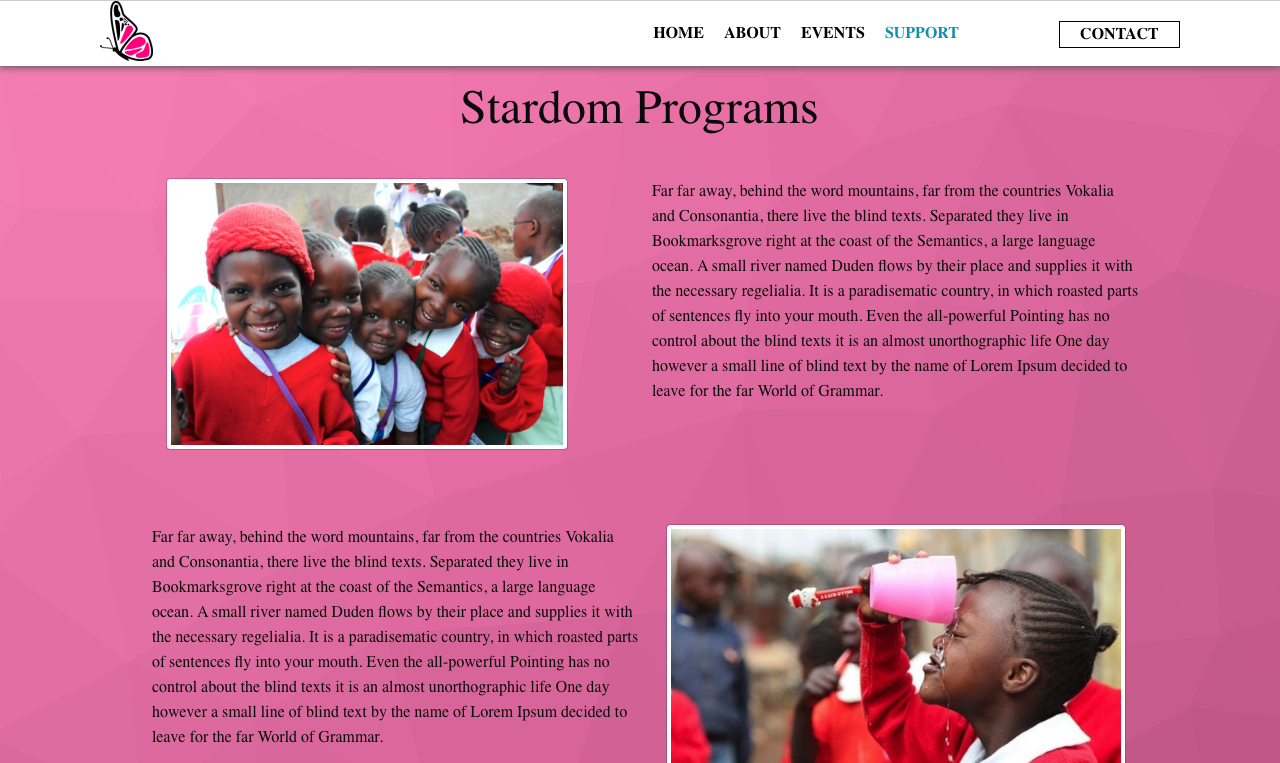 HOME ABOUT EVENTS SUPPORT CONTACT
Stardom Programs
Far far away, behind the word mountains, far from the countries Vokalia
and Consonantia, there live the blind texts. Separated they live in
Bookmarksgrove right at the coast of the Semantics, a large language
ocean. A small river named Duden flows by their place and supplies it with
the necessary regelialia. It is a paradisematic country, in which roasted parts
of sentences fly into your mouth. Even the all-powerful Pointing has no
control about the blind texts it is an almost unorthographic life One day
however a small line of blind text by the name of Lorem Ipsum decided to
leave for the far World of Grammar.
Far far away, behind the word mountains, far from the countries Vokalia
and Consonantia, there live the blind texts. Separated they live in
Bookmarksgrove right at the coast of the Semantics, a large language
ocean. A small river named Duden flows by their place and supplies it with
the necessary regelialia. It is a paradisematic country, in which roasted parts
of sentences fly into your mouth. Even the all-powerful Pointing has no
control about the blind texts it is an almost unorthographic life One day
however a small line of blind text by the name of Lorem Ipsum decided to
leave for the far World of Grammar.